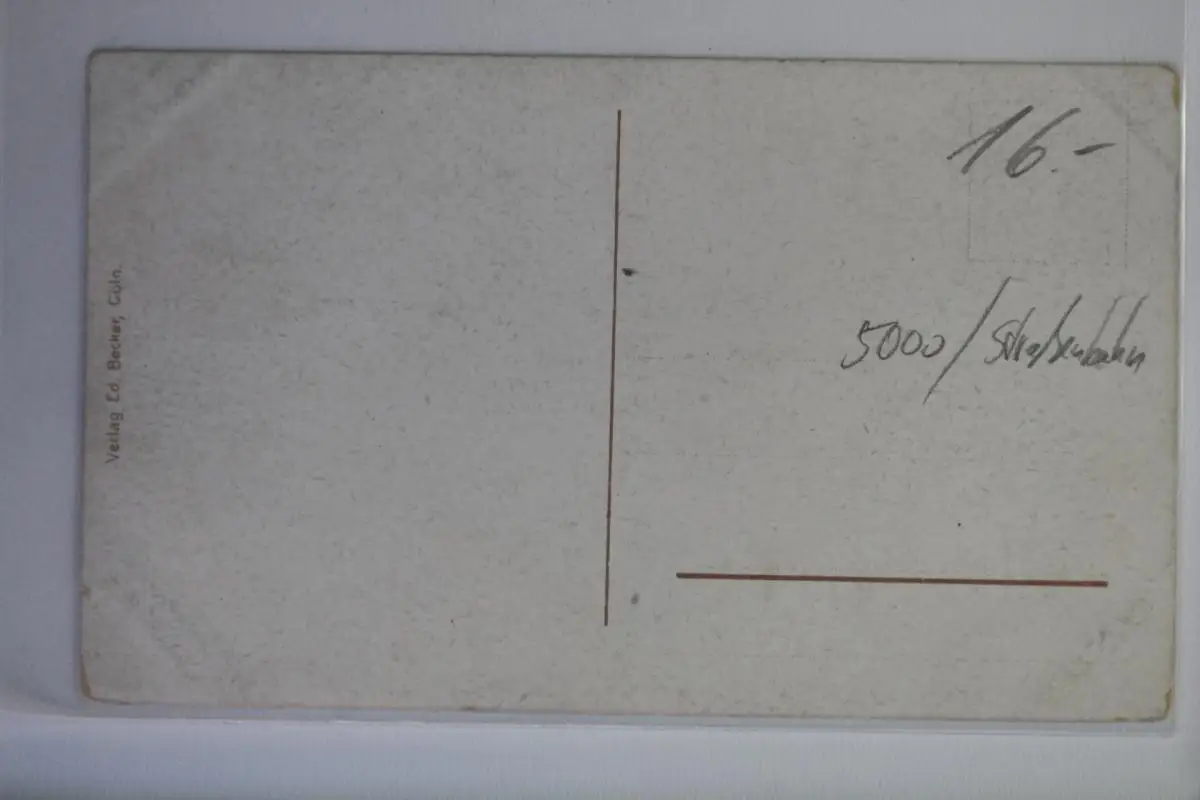 16.-
5000/Straßenbahn
Verlag Ed. Becker, Cöln.